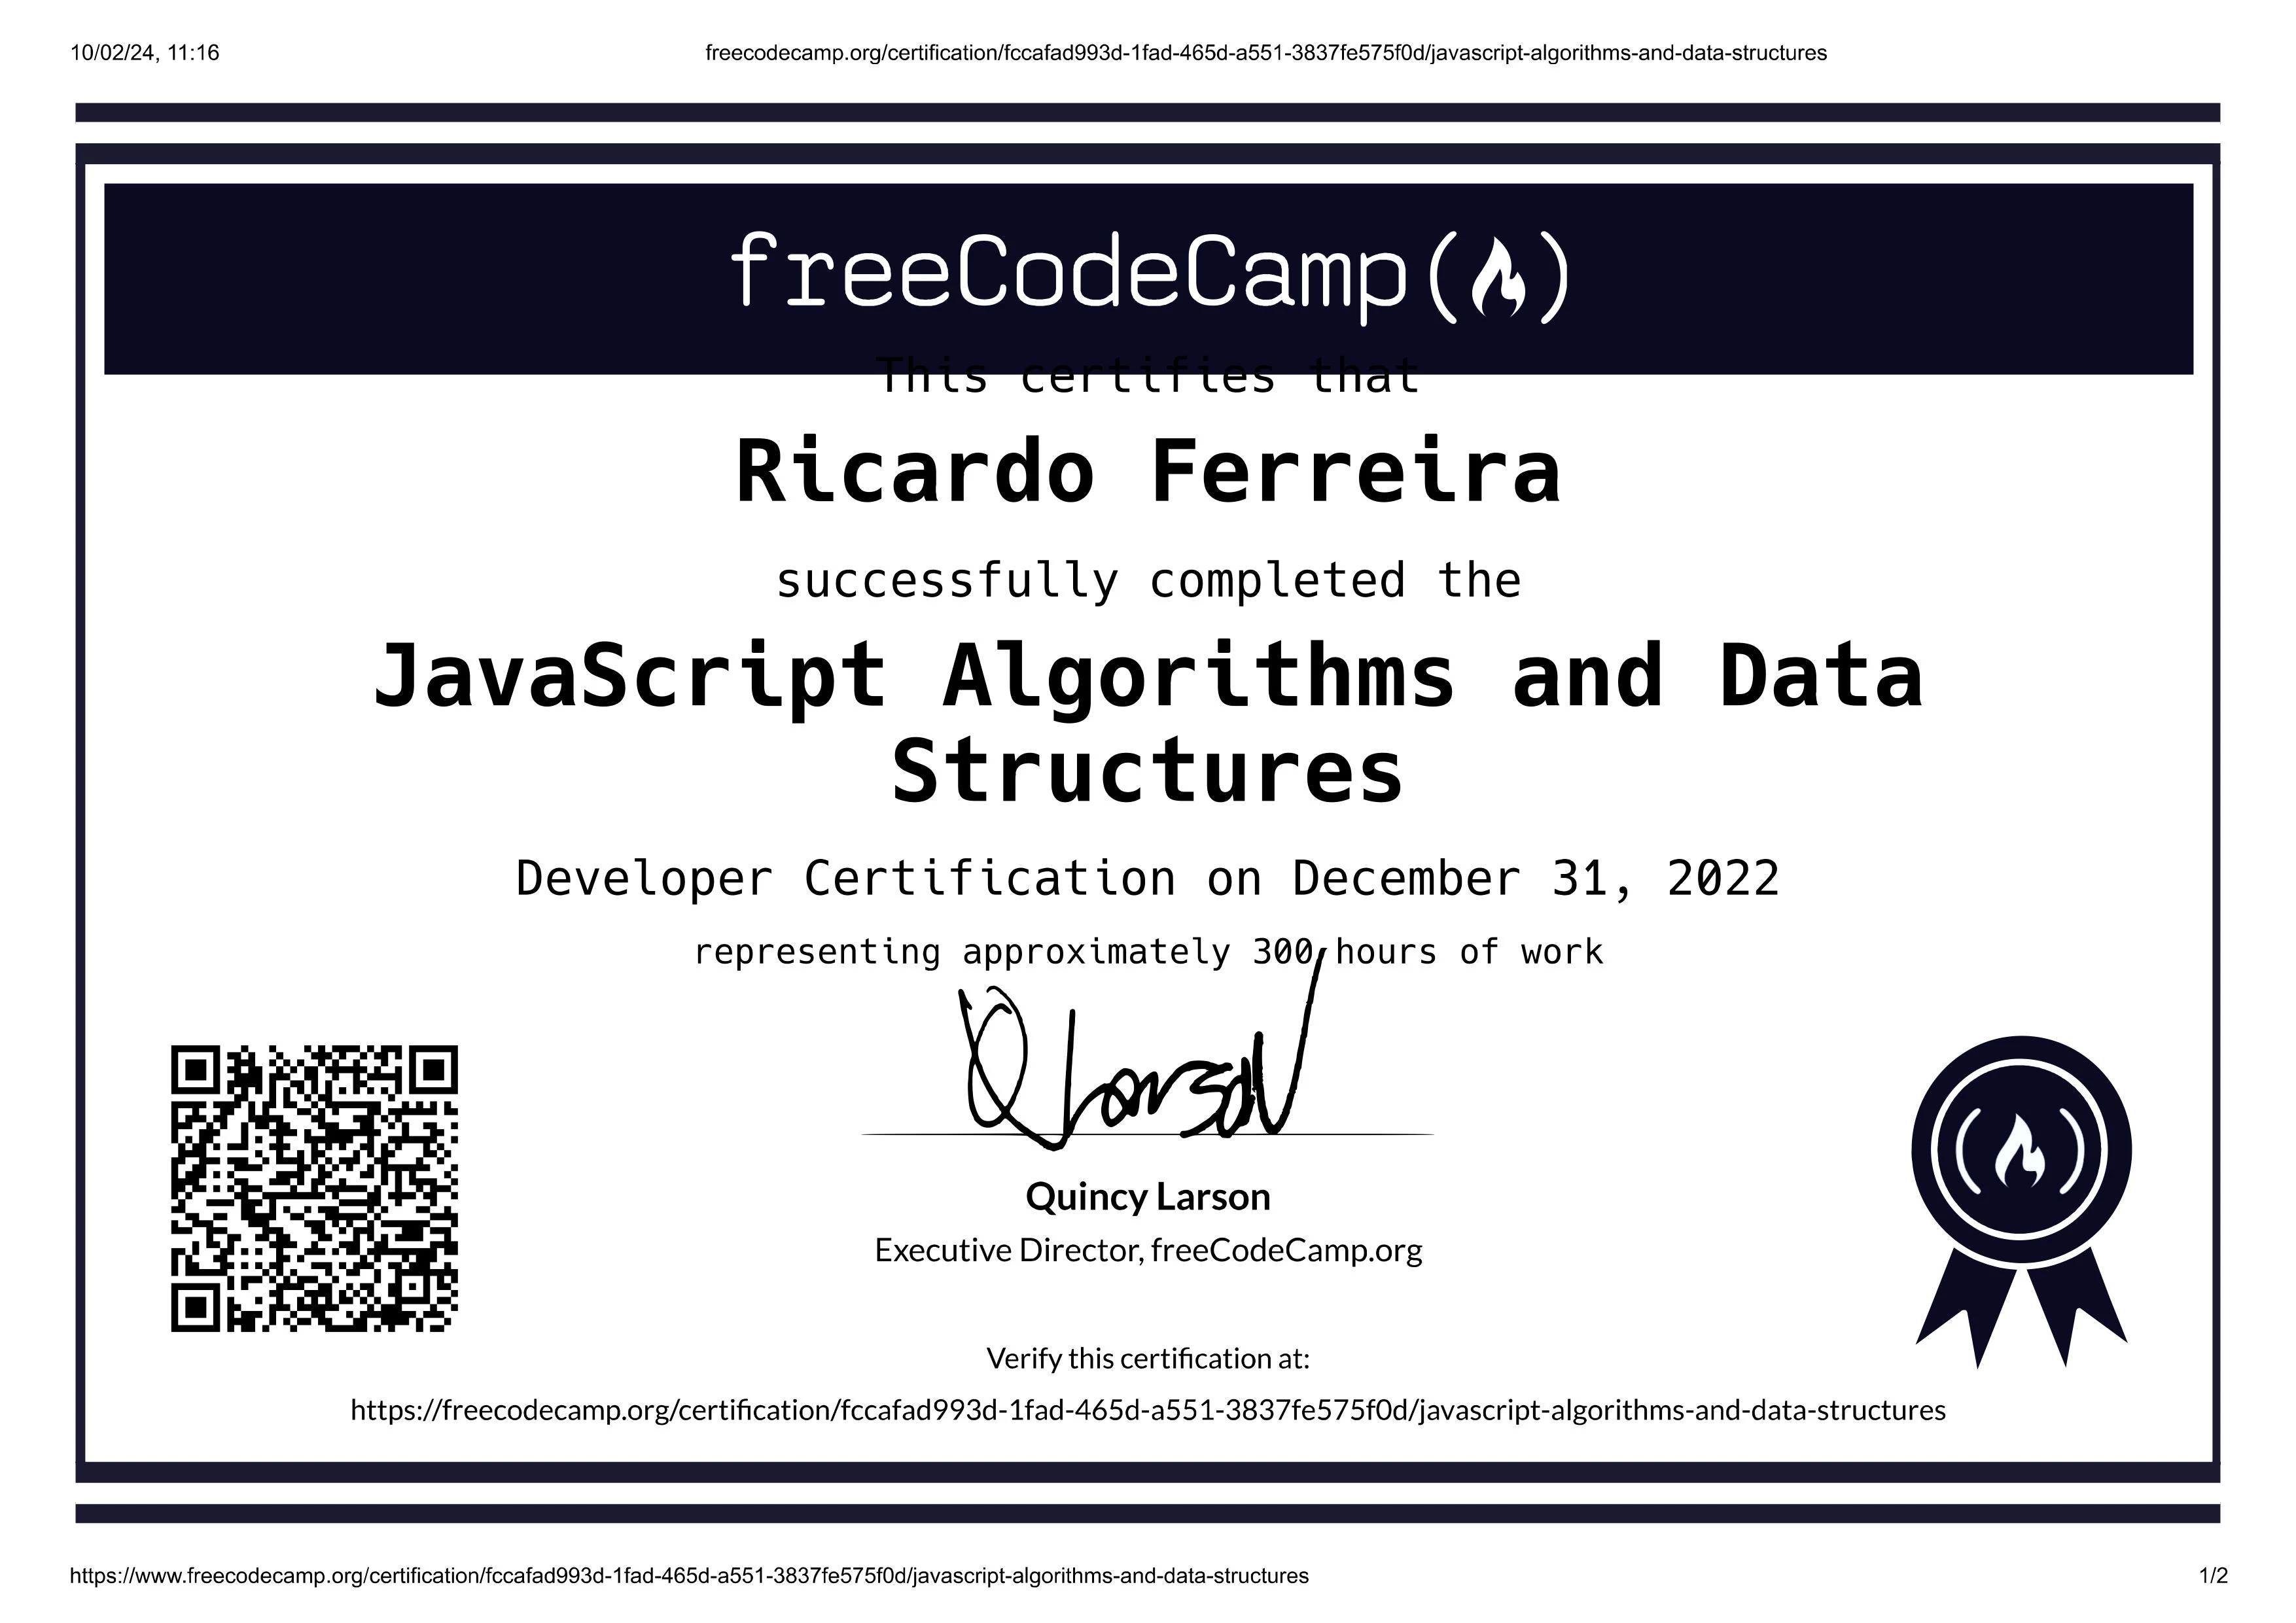 10/02/24, 11:16
freecodecamp.org/certification/fccafad993d-1fad-465d-a551-3837fe575f0d/javascript-algorithms-and-data-structures
freeCodeCamp
This certifies that
Ricardo Ferreira
successfully completed the
JavaScript Algorithms and Data
Structures
Developer Certification on December 31, 2022
representing approximately 300 hours of work
Quincy Larson
Executive Director, freeCodeCamp.org
Verify this certification at:
https://freecodecamp.org/certification/fccafad993d-1fad-465d-a551-3837fe575f0d/javascript-algorithms-and-data-structures
https://www.freecodecamp.org/certification/fccafad993d-1fad-465d-a551-3837fe575f0d/javascript-algorithms-and-data-structures
1/2